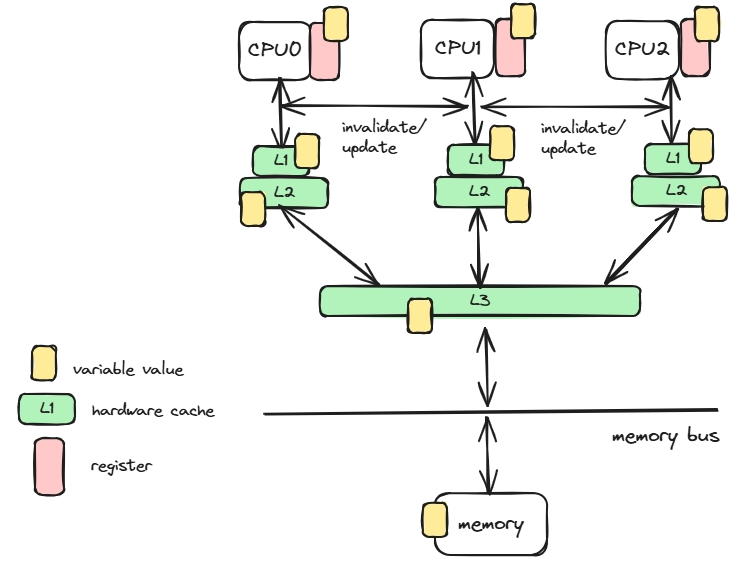 CPU0
CPU1
CPU2
invalidate/
update
invalidate/
update
L1
L1
L1
L2
L2
L2
L3
variable value
L1
hardware cache
memory bus
register
memory